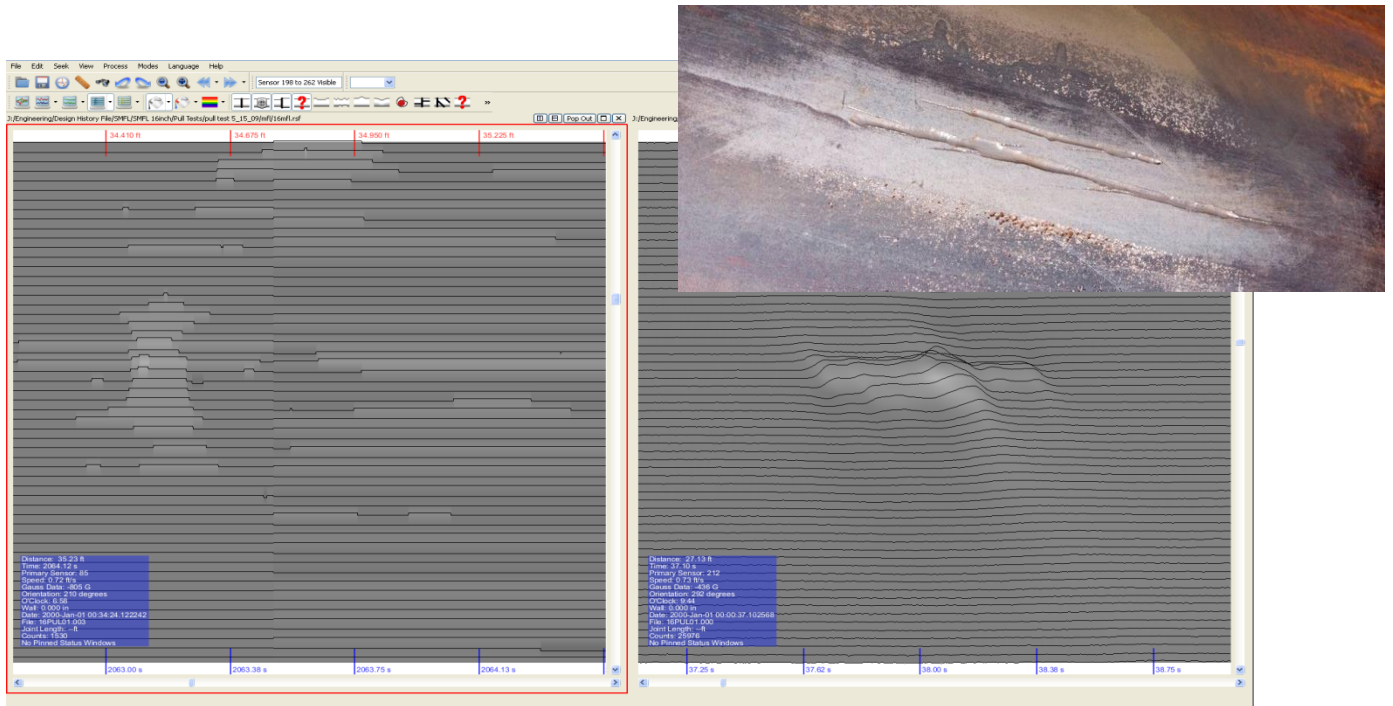 File Edit Seek View Process Modes Language Help
Sensor 198 to 262 Visible
J:/Engineering/Design History File/SMFL/SMFL 16inch/Pull Tests/pull test 5_15_09/mfl/16mfl.rsf
Pop Out
J:/Engineering
34.410 ft 34.675 ft 34.950 ft 35.225 ft
Distance: 35.23 ft
Time: 2064.12 s
Primary Sensor: 85
Speed: 0.72 ft/s
Gauss Data: -805 G
Orientation: 210 degrees
O'Clock: 6:58
Wall: 0.000 in
Date: 2000-Jan-01 00:34:24.122242
File: 16PUL01.003
Joint Length: --ft
Counts: 1530
No Pinned Status Windows
2063.00 s 2063.38 s 2063.75 s 2064.13 s
Distance: 27.13 ft
Time: 37.10 s
Primary Sensor: 212
Speed: 0.73 ft/s
Gauss Data: -436 G
Orientation: 292 degrees
O'Clock: 9:44
Wall: 0.000 in
Date: 2000-Jan-01 00:00:37.102568
File: 16PUL01.000
Joint Length: --ft
Counts: 25976
No Pinned Status Windows
37.25 s 37.62 s 38.00 s 38.38 s 38.75 s